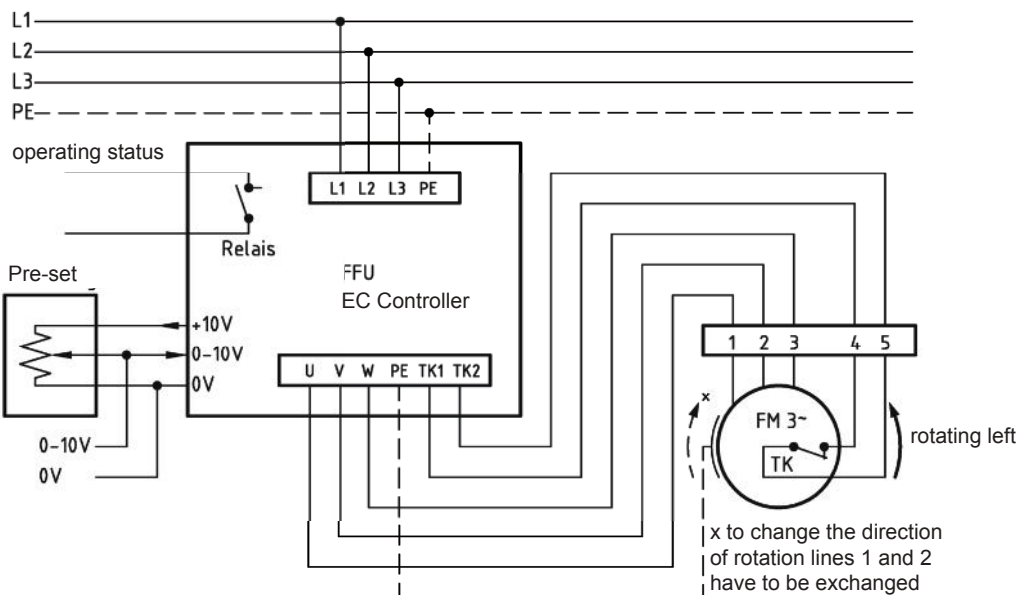 L1
L2
L3
PE
operating status
L1 L2 L3 PE
Relais
FFU
EC Controller
Pre-set
+10V
0-10V
0V
U V W PE TK1 TK2
0-10V
0V
1 2 3 4 5
x
FM 3~
TK
rotating left
x to change the direction
of rotation lines 1 and 2
have to be exchanged